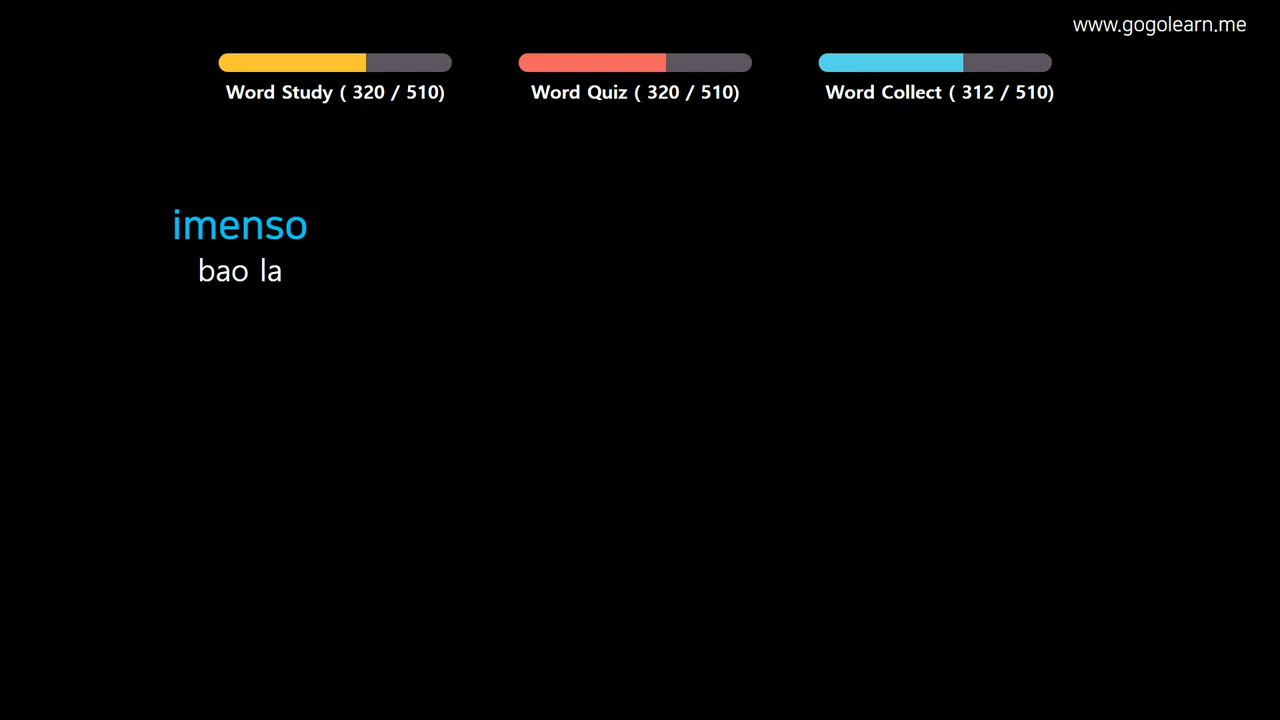 www.gogolearn.me
Word Study ( 320 / 510)
Word Quiz ( 320 / 510)
Word Collect ( 312 / 510)
imenso
bao la